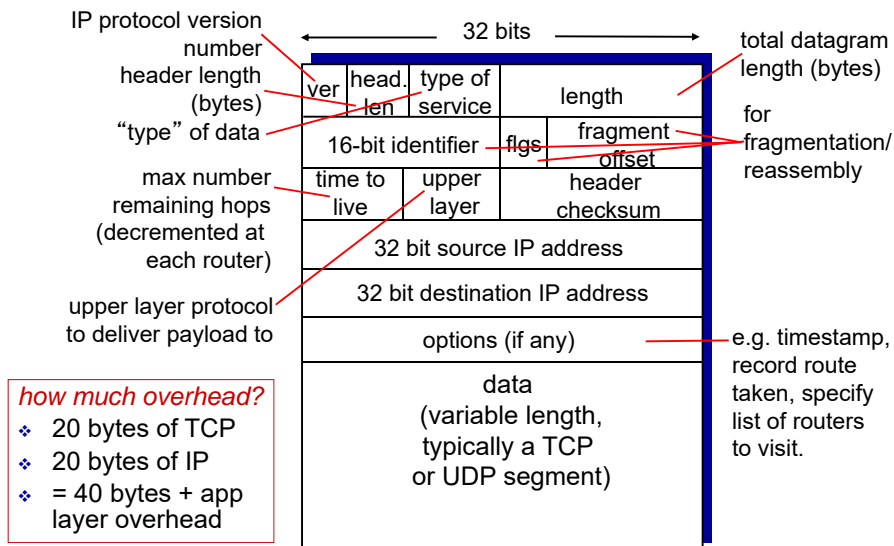 IP protocol version
number
header length
(bytes)
“type” of data
max number
remaining hops
(decremented at
each router)
upper layer protocol
to deliver payload to
how much overhead?
❖ 20 bytes of TCP
❖ 20 bytes of IP
❖ = 40 bytes + app
layer overhead
32 bits
ver
head.
len
type of
service
length
16-bit identifier
flgs
fragment
offset
time to
live
upper
layer
header
checksum
32 bit source IP address
32 bit destination IP address
options (if any)
data
(variable length,
typically a TCP
or UDP segment)
total datagram
length (bytes)
for
fragmentation/
reassembly
e.g. timestamp,
record route
taken, specify
list of routers
to visit.